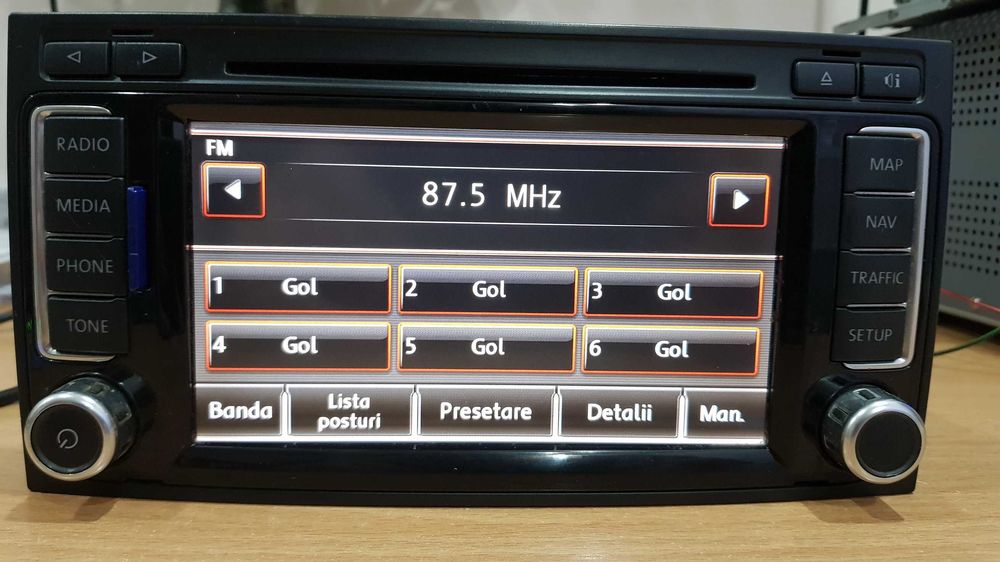 RADIO
MEDIA
PHONE
TONE
FM
87.5 MHz
1 Gol
2 Gol
3 Gol
4 Gol
5 Gol
6 Gol
Banda
Lista
posturi
Presetare
Detalii
Man.
MAP
NAV
TRAFFIC
SETUP